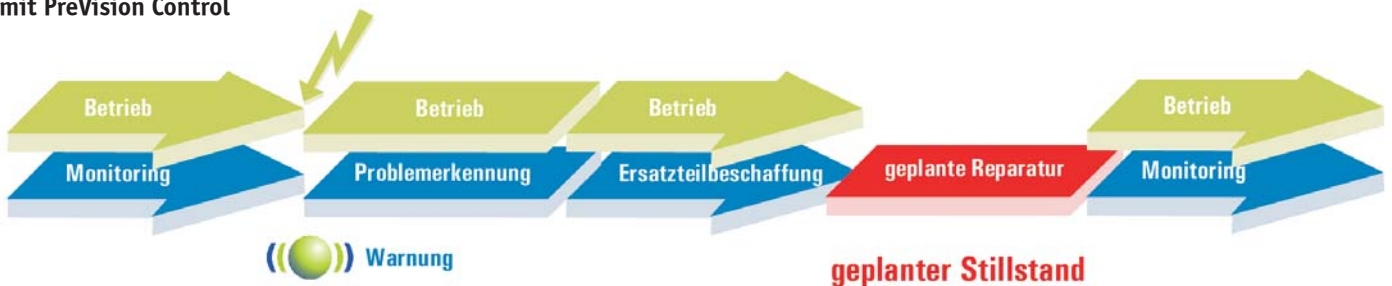 mit PreVision Control
Betrieb
Betrieb
Betrieb
Betrieb
Monitoring
Problemerkennung
Ersatzteilbeschaffung
geplante Reparatur
Monitoring
Warnung
geplanter Stillstand